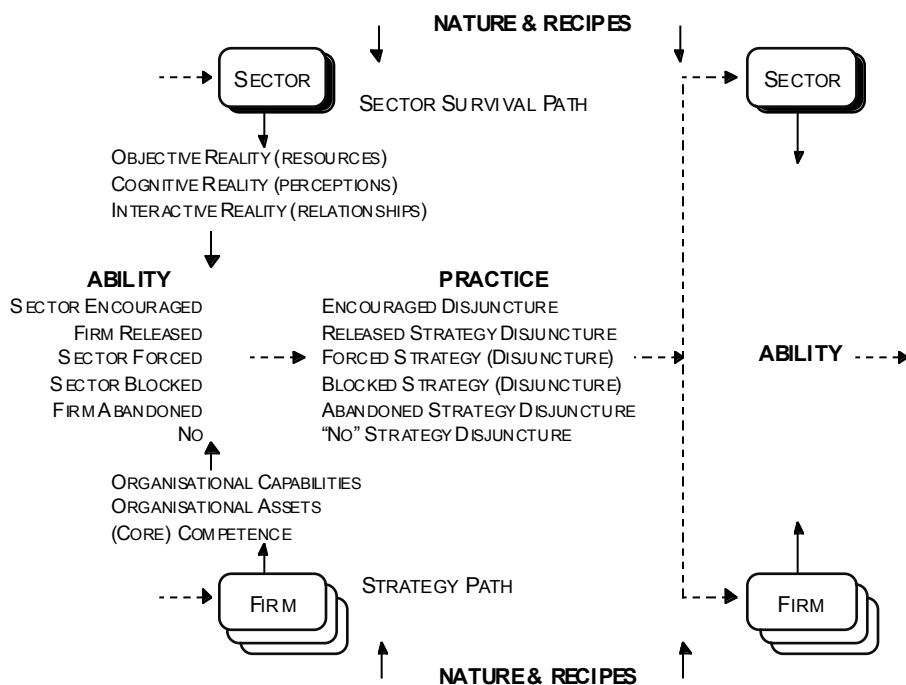 NATURE & RECIPES
SECTOR
SECTOR
SECTOR SURVIVAL PATH
OBJECTIVE REALITY (RESOURCES)
COGNITIVE REALITY (PERCEPTIONS)
INTERACTIVE REALITY (RELATIONSHIPS)
ABILITY
SECTOR ENCOURAGED
FIRM RELEASED
SECTOR FORCED
SECTOR BLOCKED
FIRM ABANDONED
NO
PRACTICE
ENCOURAGED DISJUNCTURE
RELEASED STRATEGY DISJUNCTURE
FORCED STRATEGY (DISJUNCTURE)
BLOCKED STRATEGY (DISJUNCTURE)
ABANDONED STRATEGY DISJUNCTURE
“NO” STRATEGY DISJUNCTURE
ABILITY
ORGANISATIONAL CAPABILITIES
ORGANISATIONAL ASSETS
(CORE) COMPETENCE
FIRM
STRATEGY PATH
FIRM
NATURE & RECIPES